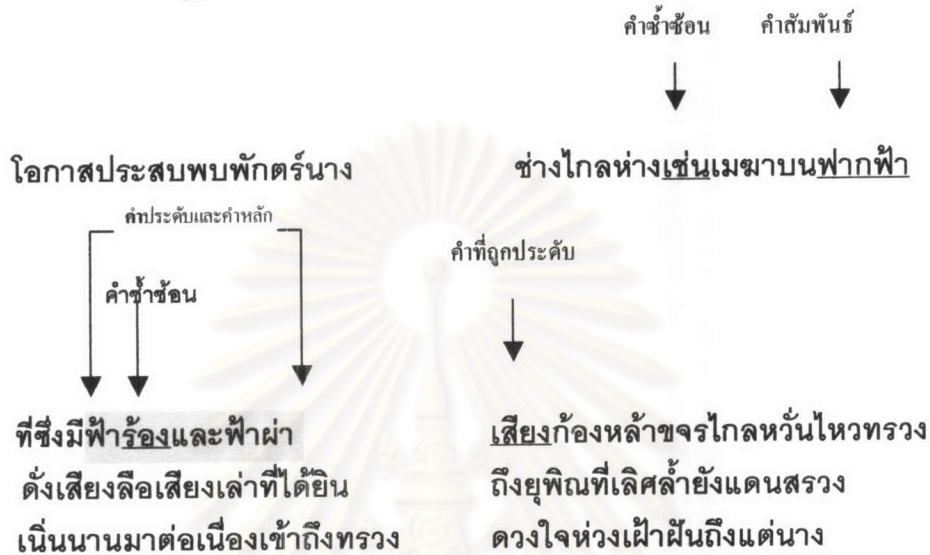 คำซ้ำซ้อน คำสัมพันธ์
โอกาสประสบพบพักตร์นาง ช่างไกลห่างเช่นเมฆาบนฟากฟ้า
คำประดับและคำหลัก
คำที่ถูกประดับ
คำซ้ำซ้อน
ที่ซึ่งมีฟ้าร้องและฟ้าผ่า เสียงก้องหล้าขจรไกลหวั่นไหวทรวง
ดั่งเสียงลือเสียงเล่าที่ได้ยิน ถึงยุพิณที่เลิศล้ำยังแดนสรวง
เนิ่นนานมาต่อเนื่องเข้าถึงทรวง ดวงใจห่วงเฝ้าฝันถึงแต่นาง